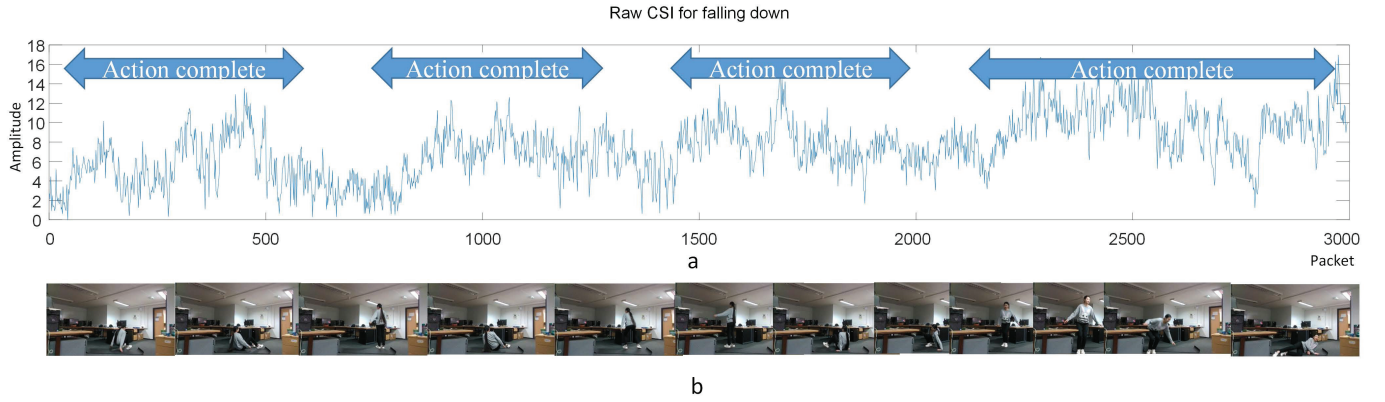 Raw CSI for falling down
18
16
14
12
10
8
6
4
2
0
Amplitude
Action complete
Action complete
Action complete
Action complete
0
500
1000
1500
2000
2500
3000
a
Packet
b